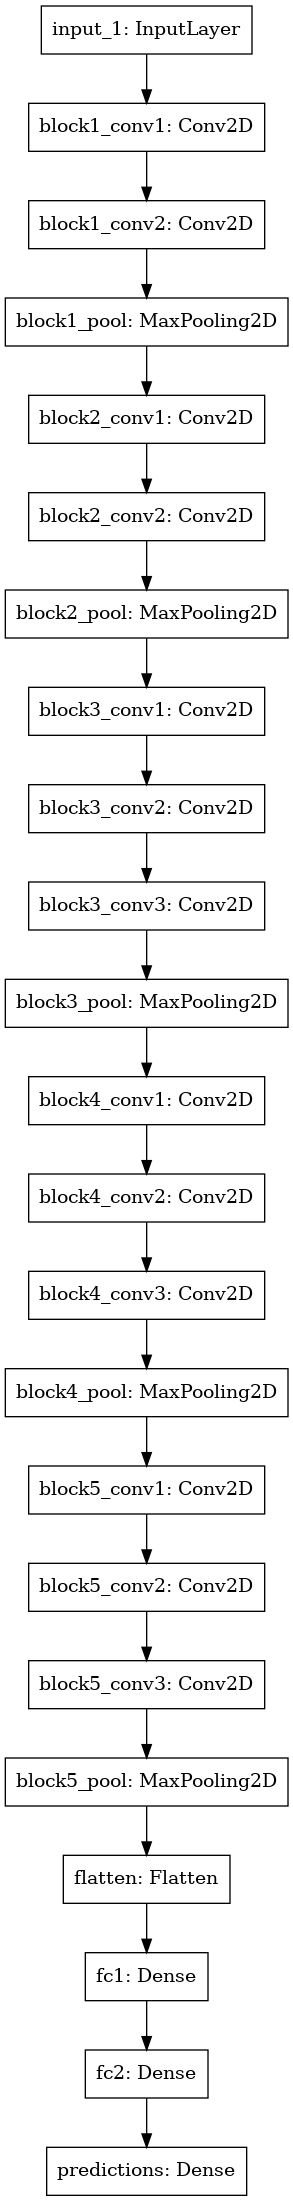 input_1: InputLayer
block1_conv1: Conv2D
block1_conv2: Conv2D
block1_pool: MaxPooling2D
block2_conv1: Conv2D
block2_conv2: Conv2D
block2_pool: MaxPooling2D
block3_conv1: Conv2D
block3_conv2: Conv2D
block3_conv3: Conv2D
block3_pool: MaxPooling2D
block4_conv1: Conv2D
block4_conv2: Conv2D
block4_conv3: Conv2D
block4_pool: MaxPooling2D
block5_conv1: Conv2D
block5_conv2: Conv2D
block5_conv3: Conv2D
block5_pool: MaxPooling2D
flatten: Flatten
fc1: Dense
fc2: Dense
predictions: Dense